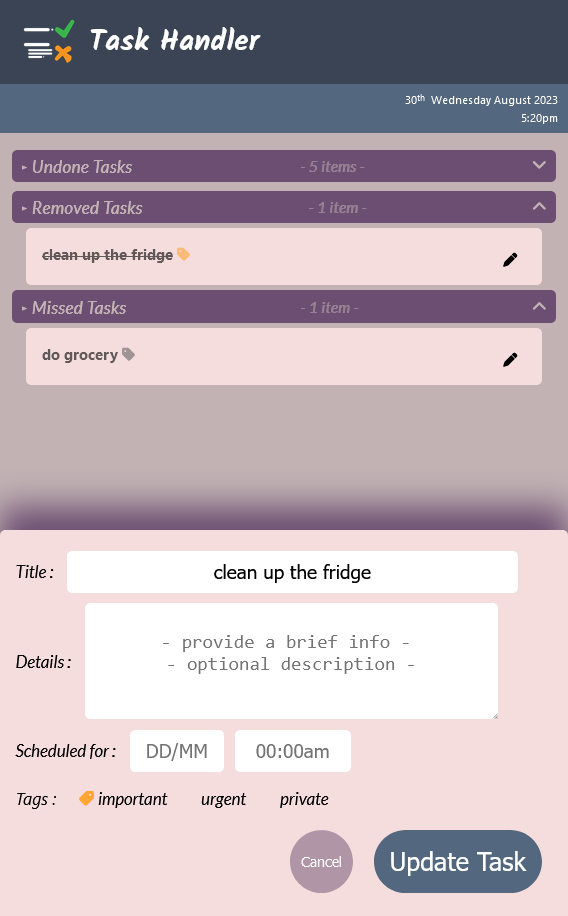 Task Handler
30th Wednesday August 2023
5:20pm
Undone Tasks - 5 items -
Removed Tasks - 1 item -
clean up the fridge
Missed Tasks - 1 item -
do grocery
Title : clean up the fridge
Details : - provide a brief info -
- optional description -
Scheduled for : DD/MM 00:00am
Tags : important urgent private
Cancel Update Task